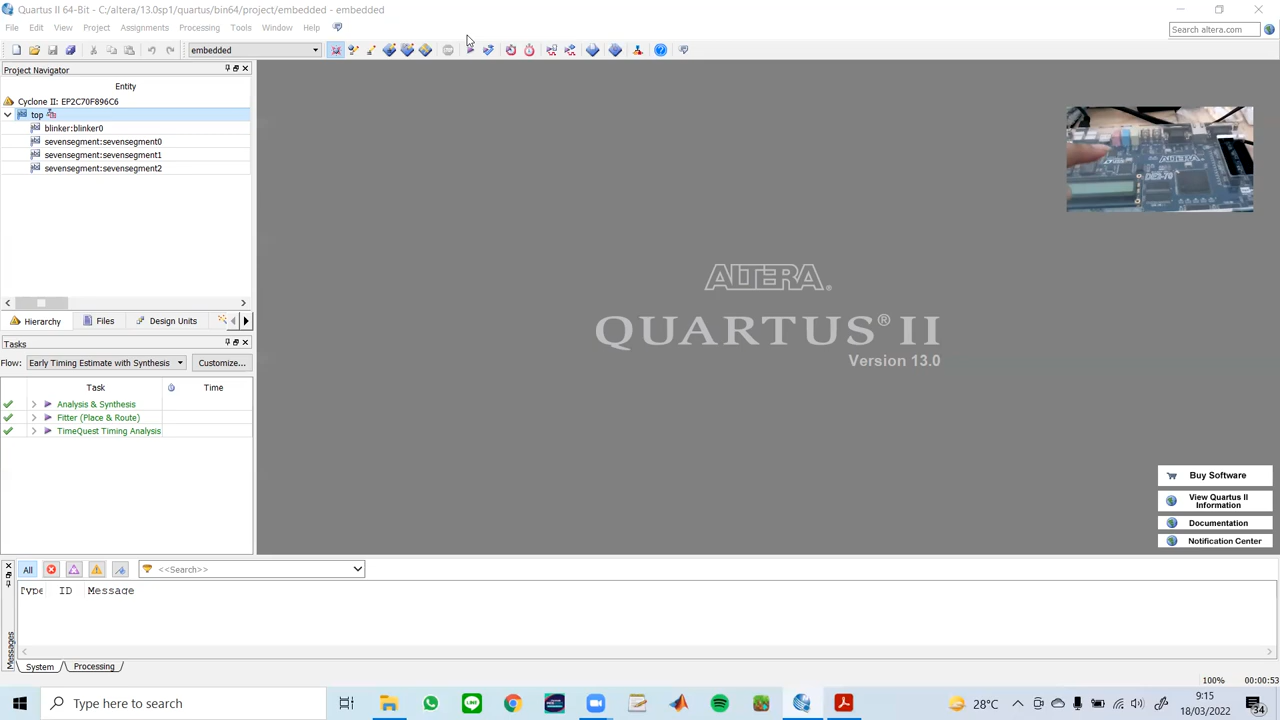 Quartus II 64-Bit - C:/altera/13.0sp1/quartus/bin64/project/embedded - embedded
File Edit View Project Assignments Processing Tools Window Help
Search altera.com
embedded
Project Navigator
Entity
Cyclone II: EP2C70F896C6
top
blinker:blinker0
sevensegment:sevensegment0
sevensegment:sevensegment1
sevensegment:sevensegment2
Hierarchy Files Design Units
Tasks
Flow: Early Timing Estimate with Synthesis Customize...
Task Time
Analysis & Synthesis
Fitter (Place & Route)
TimeQuest Timing Analysis
ALTERA
DE2-70
ALTERA®
QUARTUS® II
Version 13.0
Buy Software
View Quartus II
Information
Documentation
Notification Center
All <<Search>>
Type ID Message
Messages
System Processing
100% 00:00:53
Type here to search
28°C
9:15
18/03/2022
34